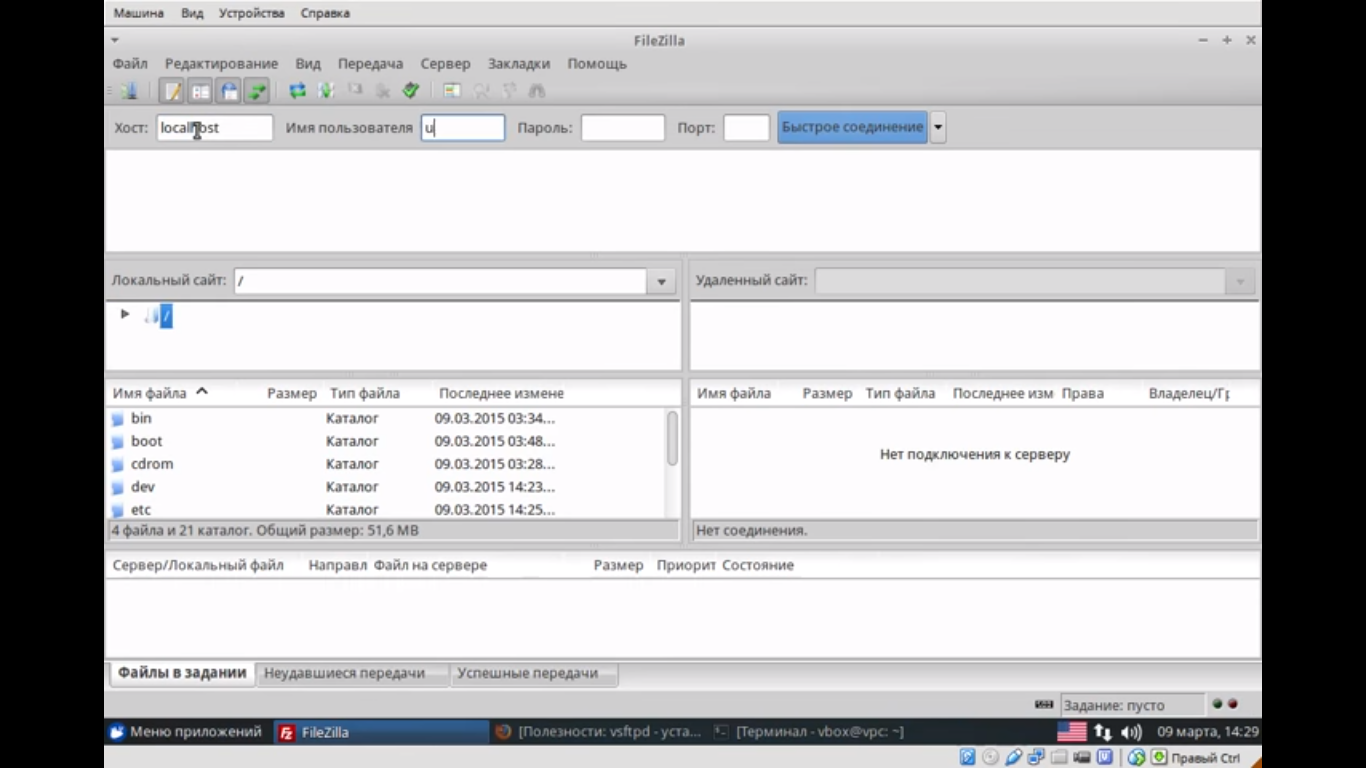 Машина Вид Устройства Справка
FileZilla
Файл Редактирование Вид Передача Сервер Закладки Помощь
Хост: localhost Имя пользователя u Пароль: Порт: Быстрое соединение
Локальный сайт: / Удаленный сайт:
/
Имя файла Размер Тип файла Последнее измене Имя файла Размер Тип файла Последнее изм Права Владелец/Гр
bin Каталог 09.03.2015 03:34...
boot Каталог 09.03.2015 03:48...
cdrom Каталог 09.03.2015 03:28...
Нет подключения к серверу
dev Каталог 09.03.2015 14:23...
etc Каталог 09.03.2015 14:25...
4 файла и 21 каталог. Общий размер: 51,6 MB Нет соединения.
Сервер/Локальный файл Направл Файл на сервере Размер Приорит Состояние
Файлы в задании Неудавшиеся передачи Успешные передачи
Задание: пусто
Меню приложений FileZilla [Полезности: vsftpd - уста... [Терминал - vbox@vpc: ~] 09 марта, 14:29
Правый Ctrl